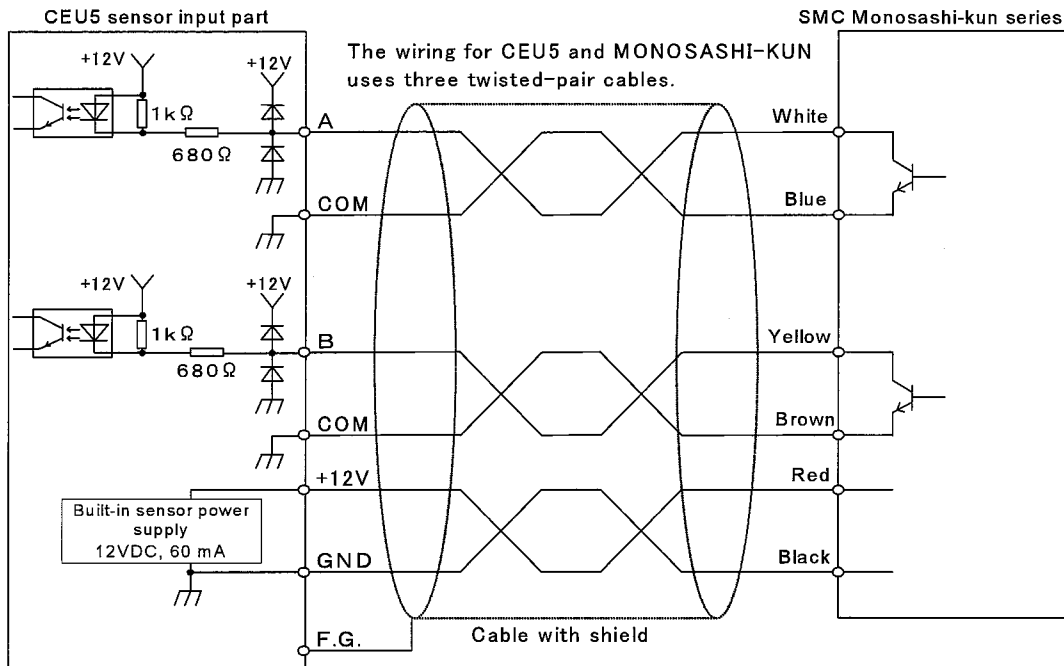 CEU5 sensor input part
SMC Monosashi-kun series
The wiring for CEU5 and MONOSASHI-KUN
uses three twisted-pair cables.
+12V
+12V
1kΩ
680Ω
A
COM
White
Blue
+12V
+12V
1kΩ
680Ω
B
COM
Yellow
Brown
+12V
Red
Built-in sensor power
supply
12VDC, 60 mA
GND
Black
F.G.
Cable with shield